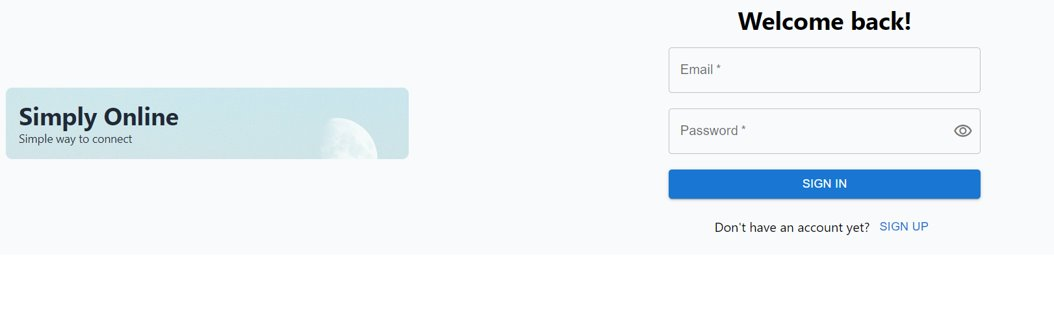 Simply Online
Simple way to connect
Welcome back!
Email *
Password *
SIGN IN
Don't have an account yet? SIGN UP